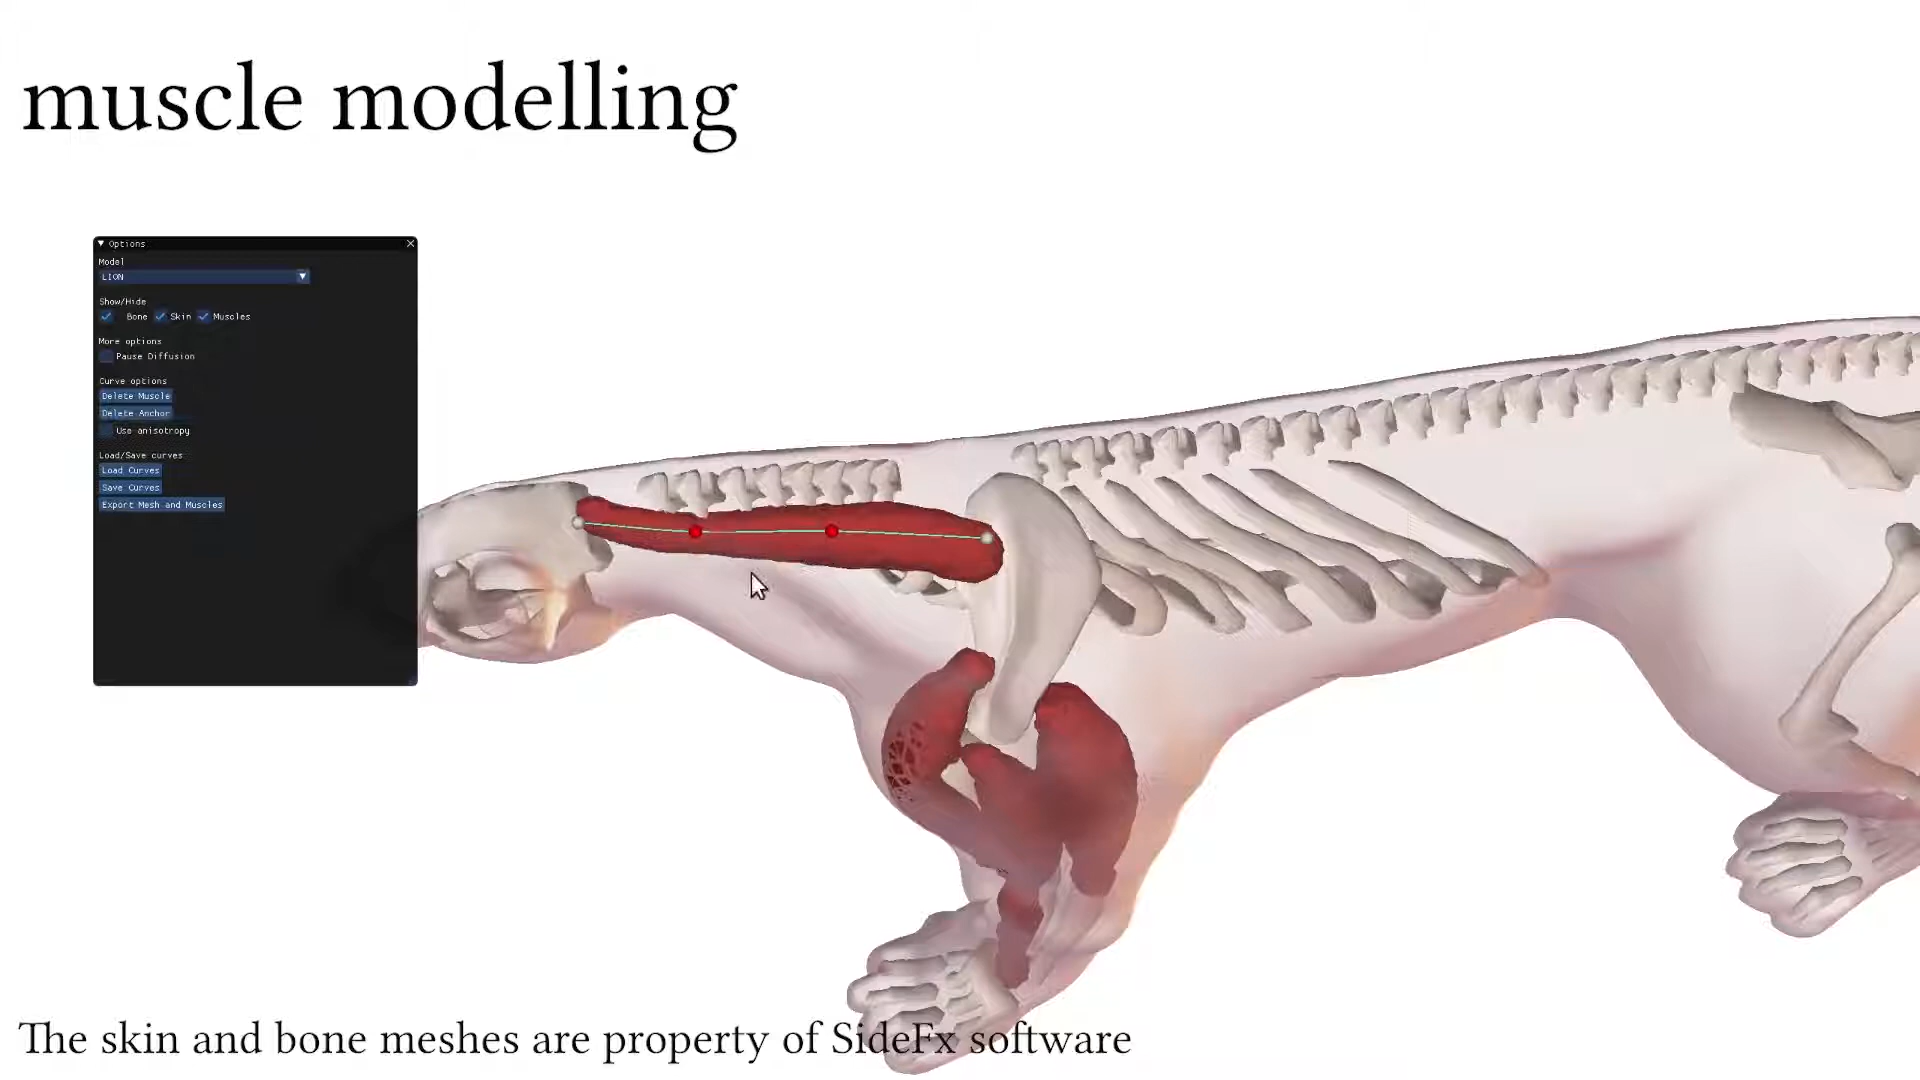 muscle modelling
Options
Model
LION
Show/Hide
Bone Skin Muscles
More options
Pause Diffusion
Curve options
Delete Muscle
Delete Anchor
Use anisotropy
Load/Save curves
Load Curves
Save Curves
Export Mesh and Muscles
The skin and bone meshes are property of SideFx software